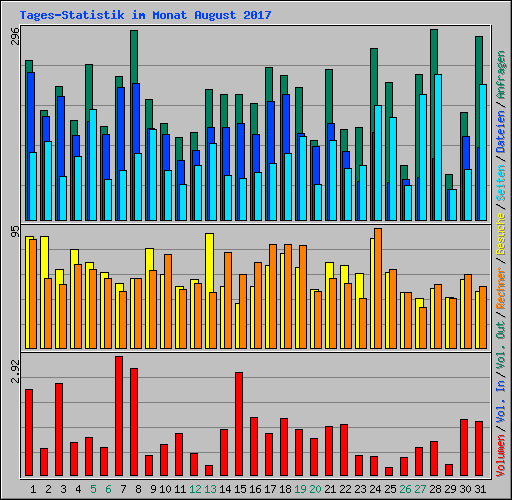 Tages-Statistik im Monat August 2017
296
95
2.92
1 2 3 4 5 6 7 8 9 10 11 12 13 14 15 16 17 18 19 20 21 22 23 24 25 26 27 28 29 30 31
Volumen / Vol. In / Vol. Out / Rechner / Besuche / Seiten / Dateien / Anfragen